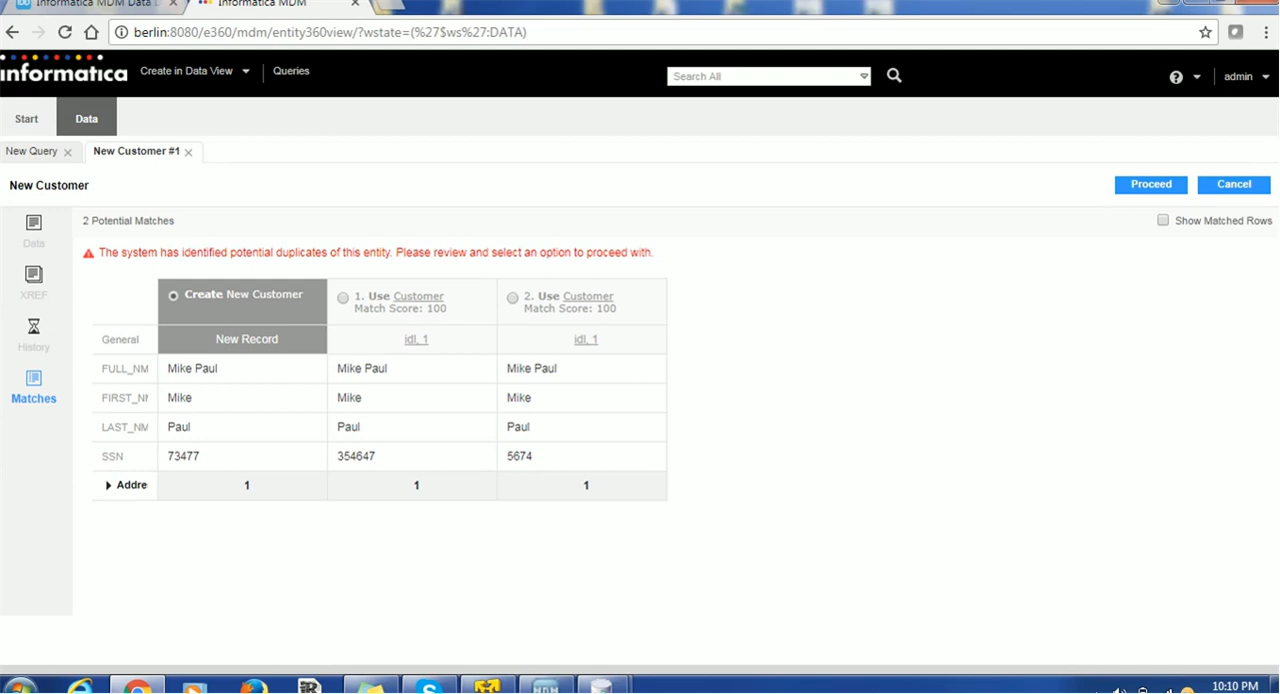 Informatica MDM Data D
Informatica MDM
berlin:8080/e360/mdm/entity360view/?wstate=(%27$ws%27:DATA)
informatica Create in Data View Queries Search All ? admin
Start Data
New Query New Customer #1
New Customer Proceed Cancel
Data
XREF
History
Matches
2 Potential Matches Show Matched Rows
The system has identified potential duplicates of this entity. Please review and select an option to proceed with.
Create New Customer 1. Use Customer 2. Use Customer
Match Score: 100 Match Score: 100
General New Record idl, 1 idl, 1
FULL_NM Mike Paul Mike Paul Mike Paul
FIRST_NM Mike Mike Mike
LAST_NM Paul Paul Paul
SSN 73477 354647 5674
Addre 1 1 1
MDM
10:10 PM